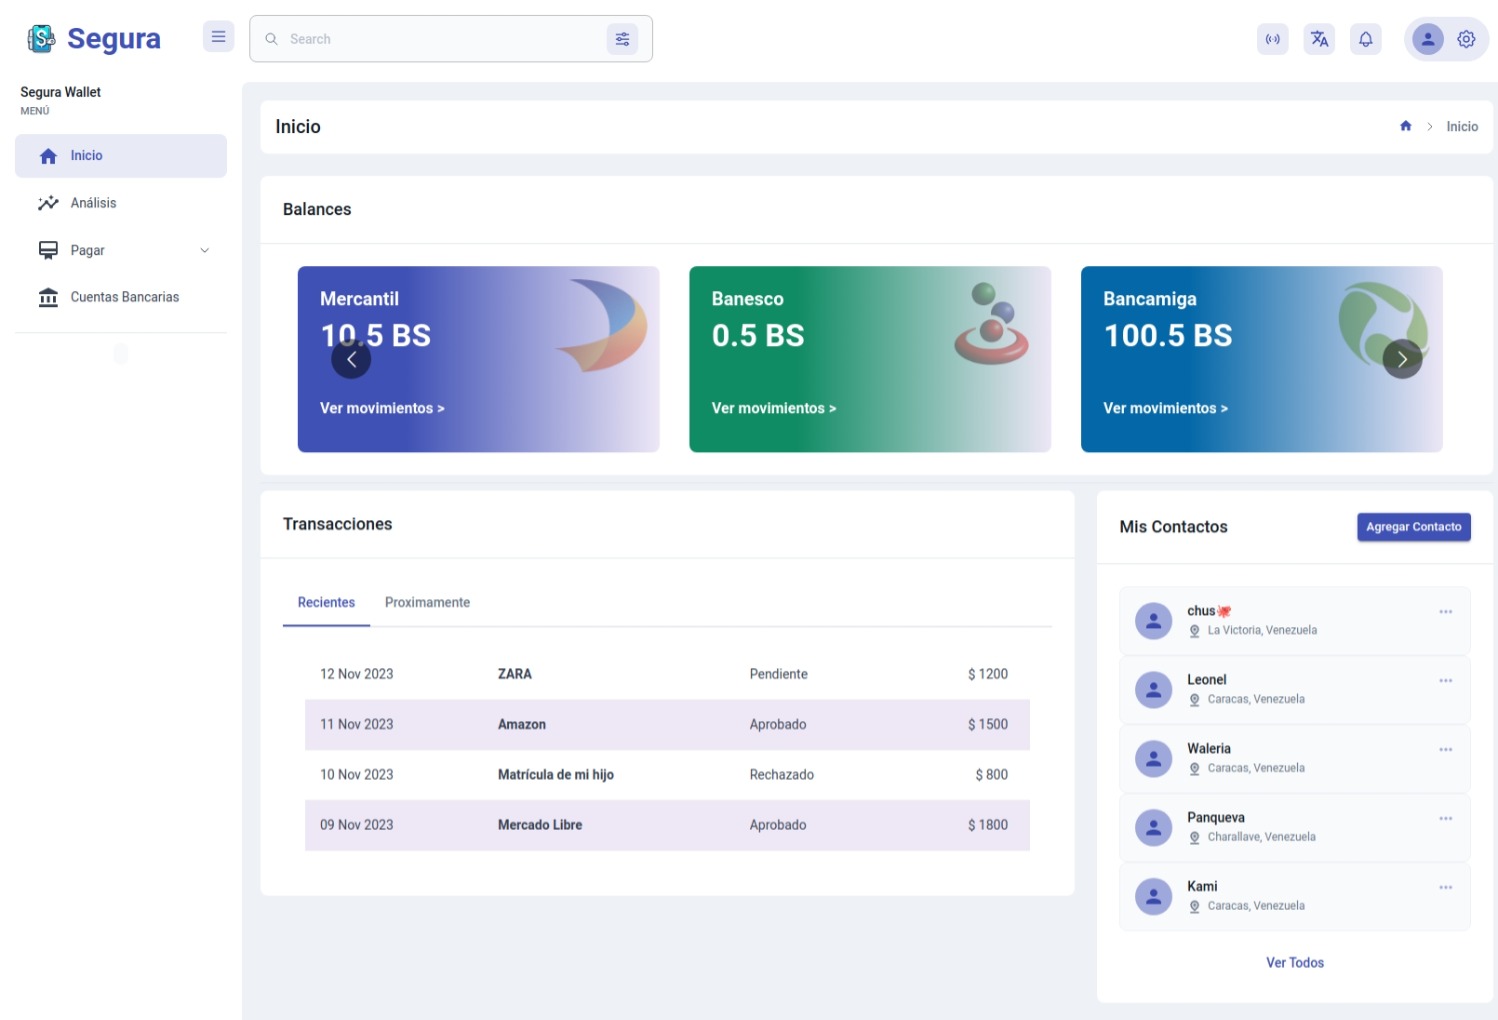 Segura
Search
Segura Wallet
MENÚ
Inicio
Análisis
Pagar
Cuentas Bancarias
Inicio
Inicio
Balances
Mercantil
10.5 BS
Ver movimientos >
Banesco
0.5 BS
Ver movimientos >
Bancamiga
100.5 BS
Ver movimientos >
Transacciones
Recientes Proximamente
12 Nov 2023 ZARA Pendiente $ 1200
11 Nov 2023 Amazon Aprobado $ 1500
10 Nov 2023 Matrícula de mi hijo Rechazado $ 800
09 Nov 2023 Mercado Libre Aprobado $ 1800
Mis Contactos
Agregar Contacto
chus🐙
La Victoria, Venezuela
Leonel
Caracas, Venezuela
Waleria
Caracas, Venezuela
Panqueva
Charallave, Venezuela
Kami
Caracas, Venezuela
Ver Todos